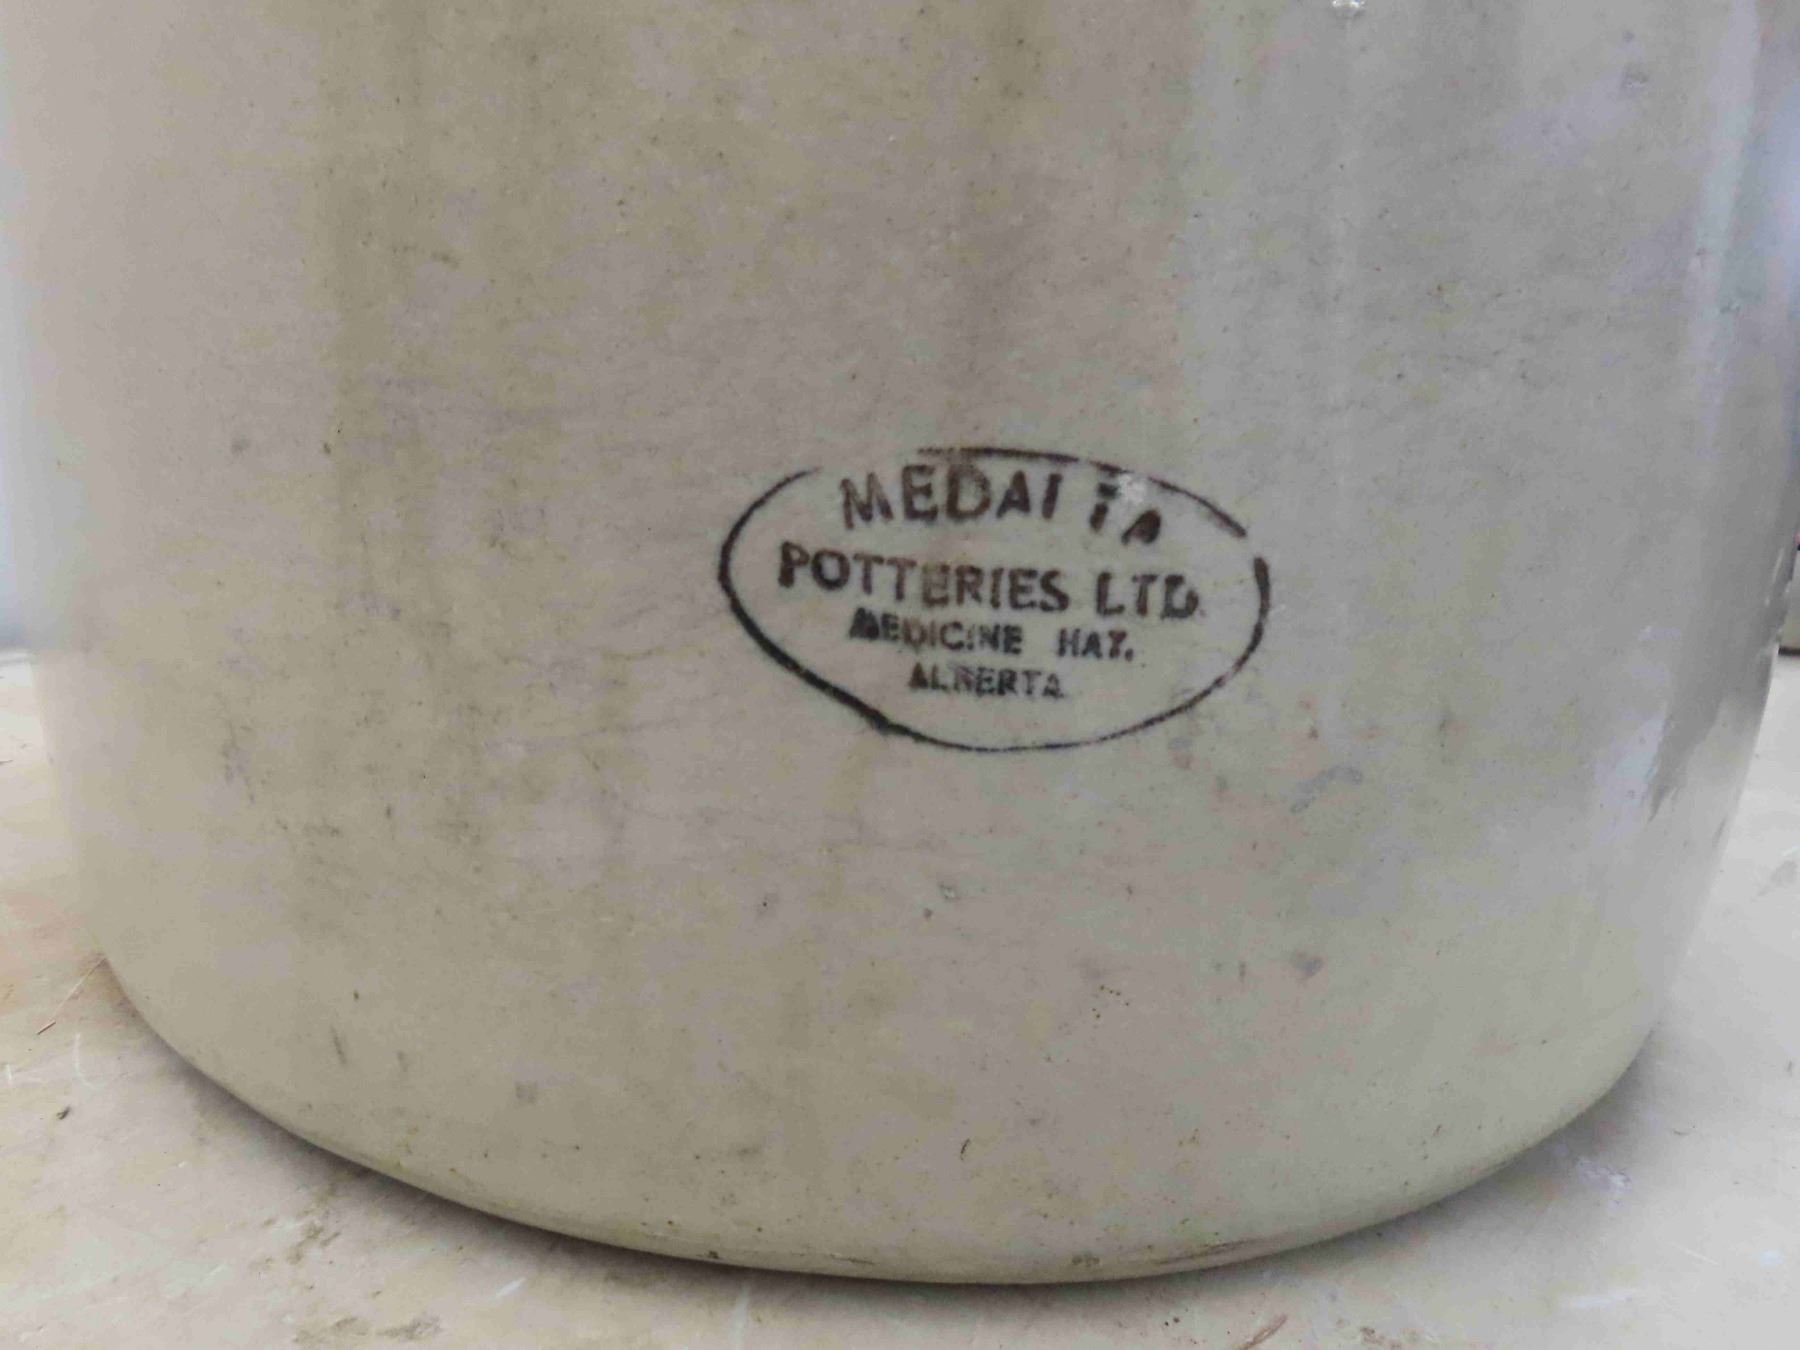 MEDALTA
POTTERIES LTD.
MEDICINE HAT.
ALBERTA